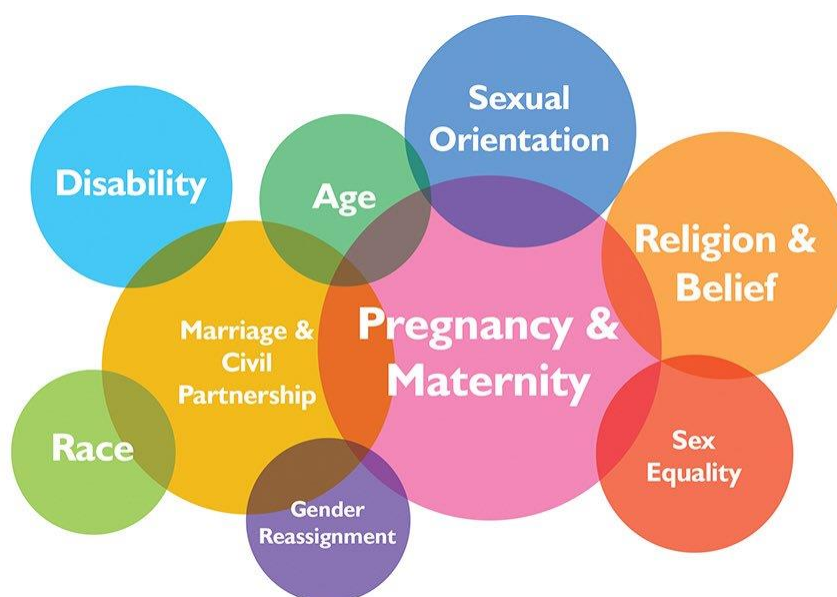 Sexual
Orientation
Disability
Age
Religion &
Belief
Pregnancy &
Maternity
Marriage &
Civil
Partnership
Race
Sex
Equality
Gender
Reassignment